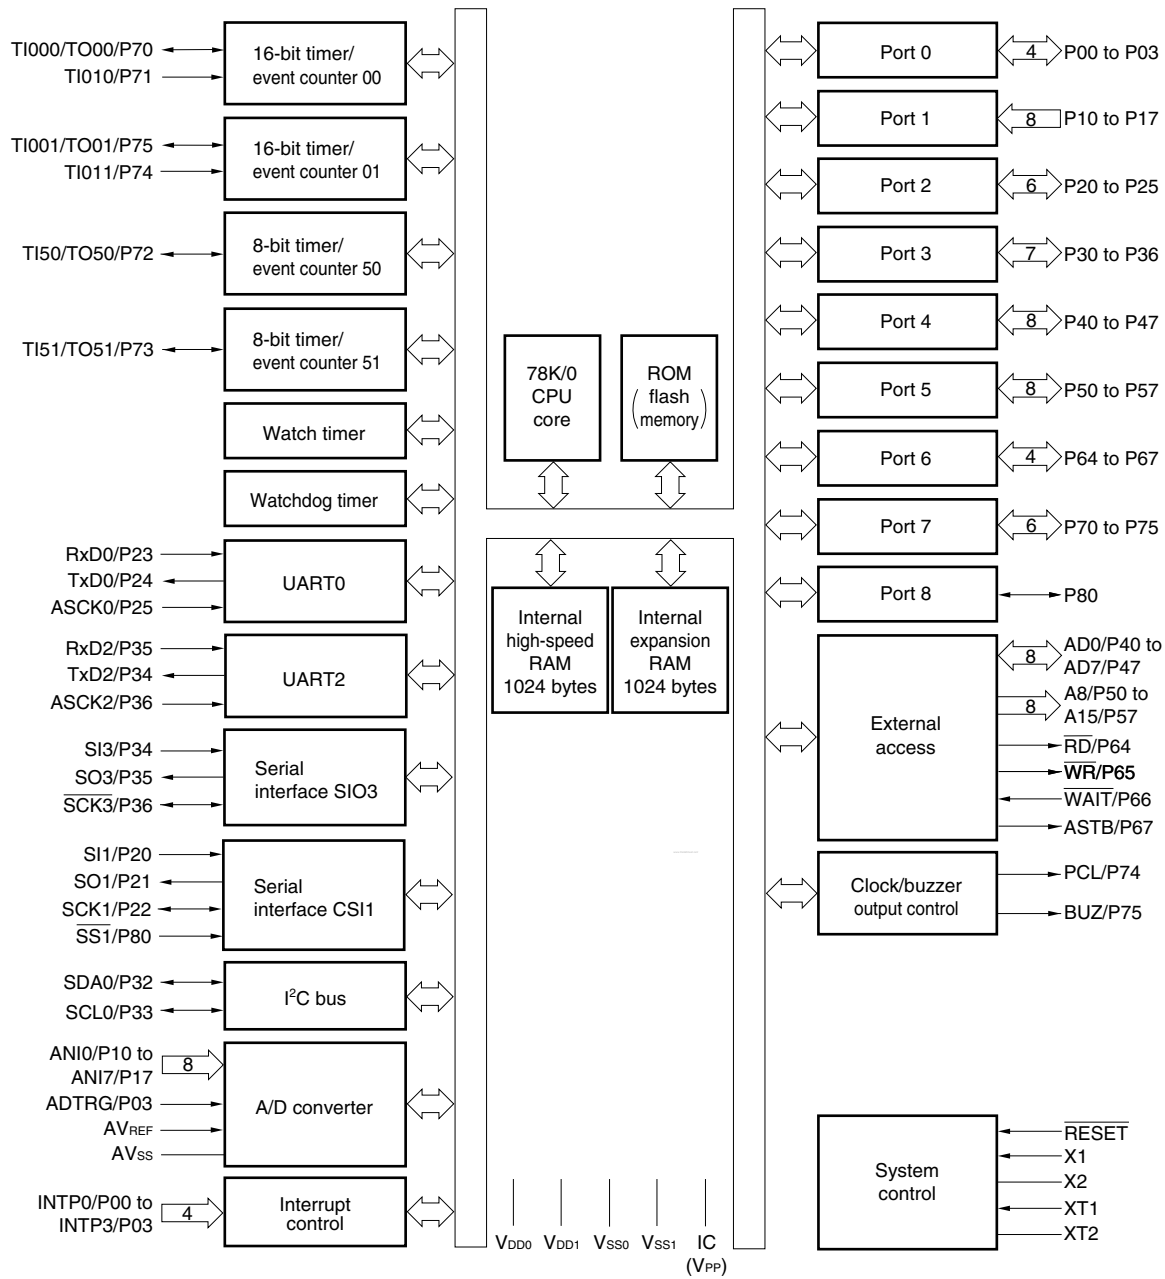 TI000/TO00/P70
TI010/P71
16-bit timer/
event counter 00
TI001/TO01/P75
TI011/P74
16-bit timer/
event counter 01
TI50/TO50/P72
8-bit timer/
event counter 50
TI51/TO51/P73
8-bit timer/
event counter 51
Watch timer
Watchdog timer
RxD0/P23
TxD0/P24
ASCK0/P25
UART0
RxD2/P35
TxD2/P34
ASCK2/P36
UART2
SI3/P34
SO3/P35
SCK3/P36
Serial
interface SIO3
SI1/P20
SO1/P21
SCK1/P22
SS1/P80
Serial
interface CSI1
SDA0/P32
SCL0/P33
I²C bus
ANI0/P10 to
ANI7/P17
8
ADTRG/P03
AVREF
AVSS
A/D converter
INTP0/P00 to
INTP3/P03
4
Interrupt
control
78K/0
CPU
core
ROM
(flash
memory)
Internal
high-speed
RAM
1024 bytes
Internal
expansion
RAM
1024 bytes
VDD0
VDD1
VSS0
VSS1
IC
(VPP)
Port 0
4
P00 to P03
Port 1
8
P10 to P17
Port 2
6
P20 to P25
Port 3
7
P30 to P36
Port 4
8
P40 to P47
Port 5
8
P50 to P57
Port 6
4
P64 to P67
Port 7
6
P70 to P75
Port 8
P80
External
access
8
AD0/P40 to
AD7/P47
8
A8/P50 to
A15/P57
RD/P64
WR/P65
WAIT/P66
ASTB/P67
Clock/buzzer
output control
PCL/P74
BUZ/P75
System
control
RESET
X1
X2
XT1
XT2